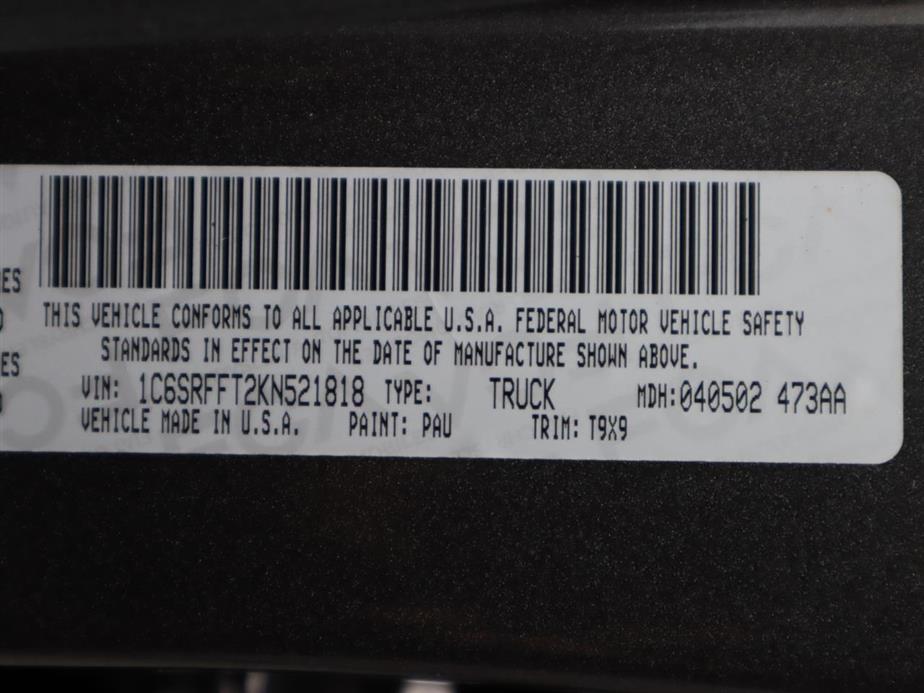 THIS VEHICLE CONFORMS TO ALL APPLICABLE U.S.A. FEDERAL MOTOR VEHICLE SAFETY
STANDARDS IN EFFECT ON THE DATE OF MANUFACTURE SHOWN ABOVE.
VIN: 1C6SRFFT2KN521818 TYPE: TRUCK MDH:040502 473AA
VEHICLE MADE IN U.S.A. PAINT: PAU TRIM: T9X9